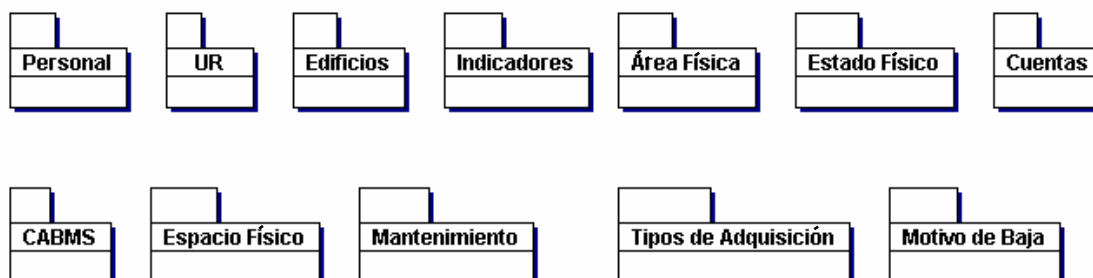 Personal
UR
Edificios
Indicadores
Área Física
Estado Físico
Cuentas
CABMS
Espacio Físico
Mantenimiento
Tipos de Adquisición
Motivo de Baja